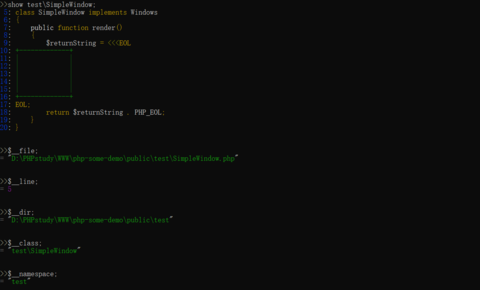 >>show test\SimpleWindow;
5: class SimpleWindow implements Windows
6: {
7:     public function render()
8:     {
9:         $returnString = <<<EOL
10: +--------------+
11: |              |
12: |              |
13: |              |
14: |              |
15: |              |
16: +--------------+
17: EOL;
18:         return $returnString . PHP_EOL;
19:     }
20: }
>>$__file;
= "D:\PHPstudy\WWW\php-some-demo\public\test\SimpleWindow.php"
>>$__line;
= 5
>>$__dir;
= "D:\PHPstudy\WWW\php-some-demo\public\test"
>>$__class;
= "test\SimpleWindow"
>>$__namespace;
= "test"